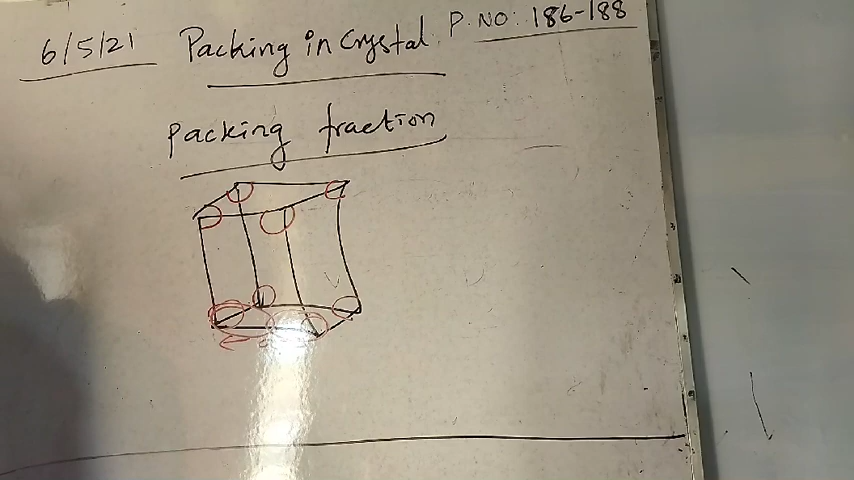 6/5/21 Packing in Crystal P. NO: 186-188
Packing fraction